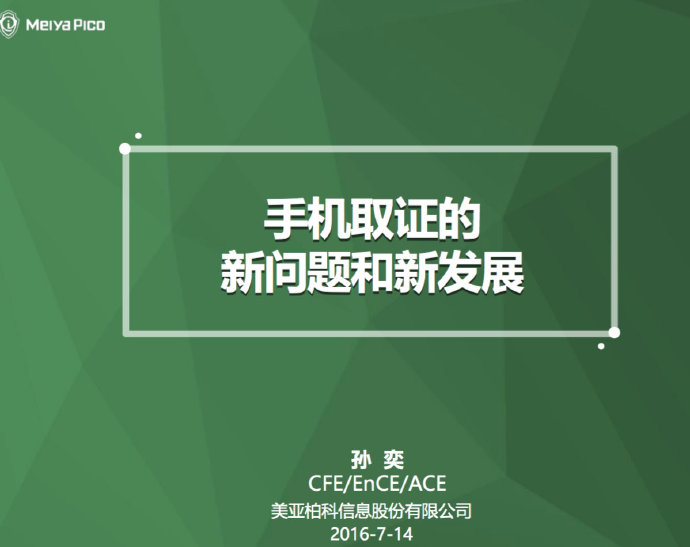 MEIYA PICO
手机取证的
新问题和新发展
孙 奕
CFE/EnCE/ACE
美亚柏科信息股份有限公司
2016-7-14